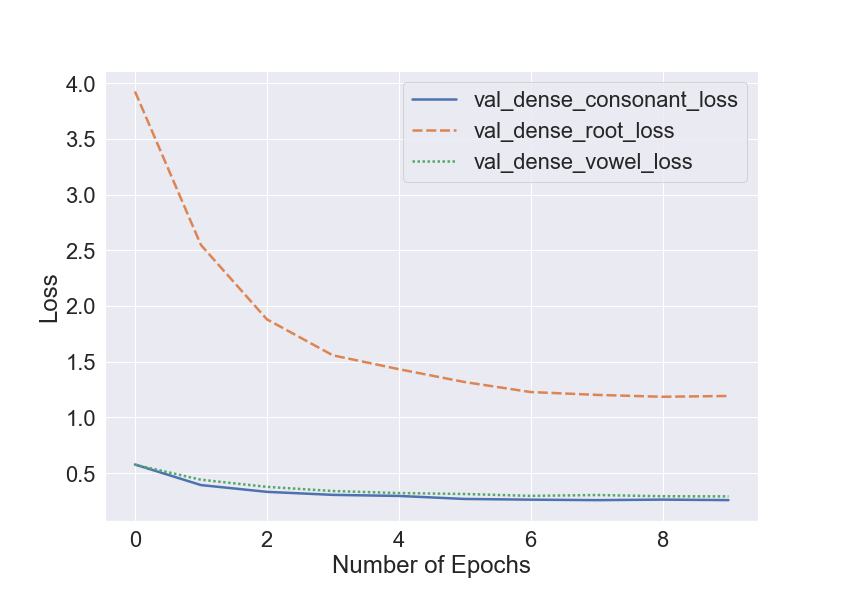 4.0
3.5
3.0
2.5
2.0
1.5
1.0
0.5
Loss
val_dense_consonant_loss
val_dense_root_loss
val_dense_vowel_loss
0 2 4 6 8
Number of Epochs